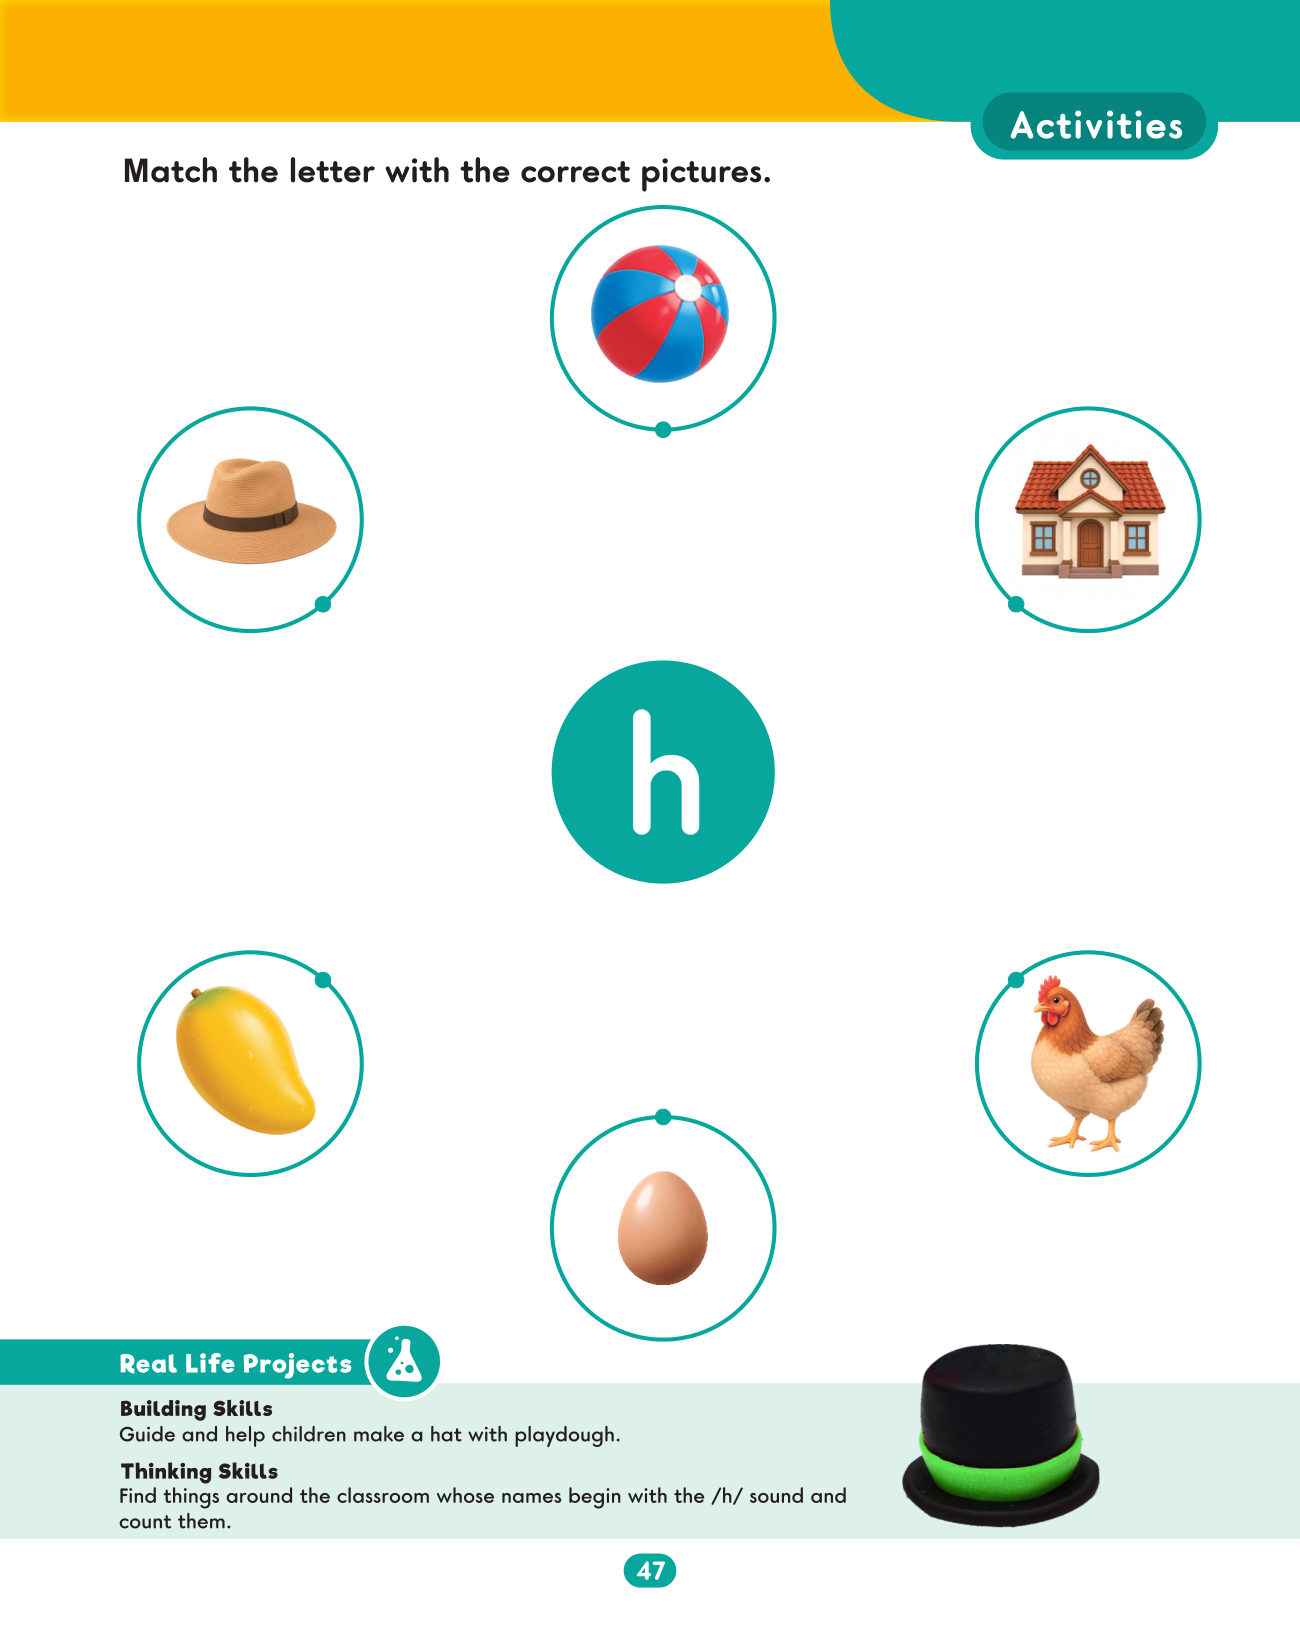 Activities
Match the letter with the correct pictures.
h
Real Life Projects
Building Skills
Guide and help children make a hat with playdough.
Thinking Skills
Find things around the classroom whose names begin with the /h/ sound and
count them.
47